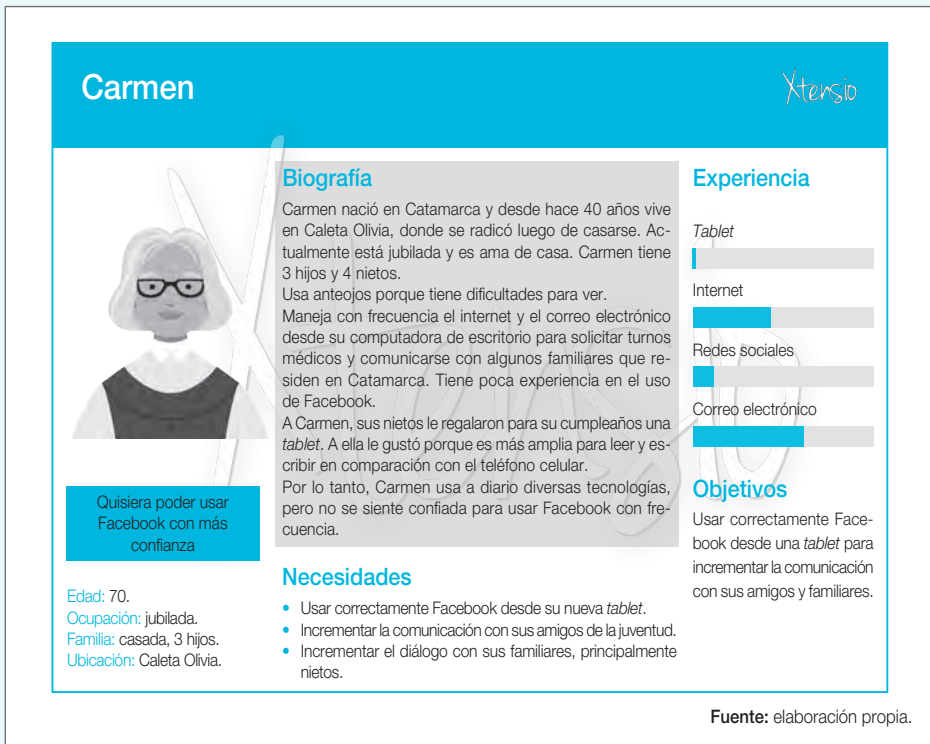 Carmen
Xtensio
Biografía
Carmen nació en Catamarca y desde hace 40 años vive
en Caleta Olivia, donde se radicó luego de casarse. Ac-
tualmente está jubilada y es ama de casa. Carmen tiene
3 hijos y 4 nietos.
Usa anteojos porque tiene dificultades para ver.
Maneja con frecuencia el internet y el correo electrónico
desde su computadora de escritorio para solicitar turnos
médicos y comunicarse con algunos familiares que re-
siden en Catamarca. Tiene poca experiencia en el uso
de Facebook.
A Carmen, sus nietos le regalaron para su cumpleaños una
tablet. A ella le gustó porque es más amplia para leer y es-
cribir en comparación con el teléfono celular.
Por lo tanto, Carmen usa a diario diversas tecnologías,
pero no se siente confiada para usar Facebook con fre-
cuencia.
Quisiera poder usar
Facebook con más
confianza
Edad: 70.
Ocupación: jubilada.
Familia: casada, 3 hijos.
Ubicación: Caleta Olivia.
Necesidades
• Usar correctamente Facebook desde su nueva tablet.
• Incrementar la comunicación con sus amigos de la juventud.
• Incrementar el diálogo con sus familiares, principalmente
nietos.
Experiencia
Tablet
Internet
Redes sociales
Correo electrónico
Objetivos
Usar correctamente Face-
book desde una tablet para
incrementar la comunicación
con sus amigos y familiares.
Xtensio
Fuente: elaboración propia.